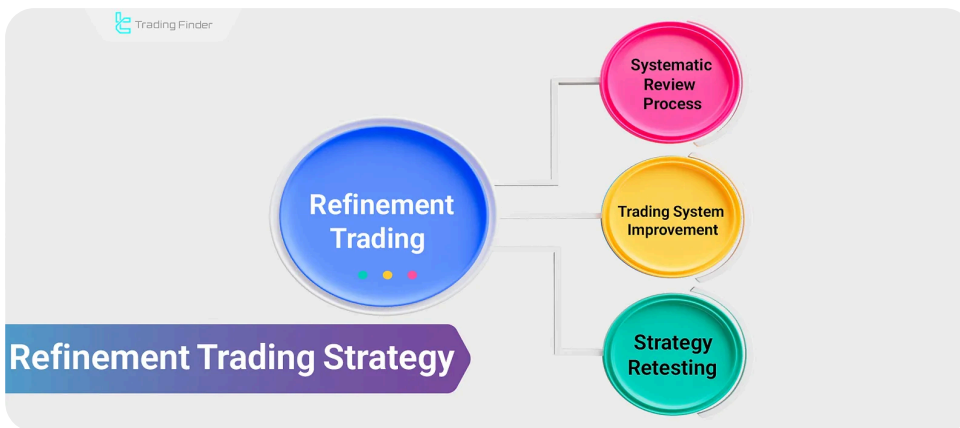 Trading Finder
Systematic
Review
Process
Refinement
Trading
Trading System
Improvement
Strategy
Retesting
Refinement Trading Strategy